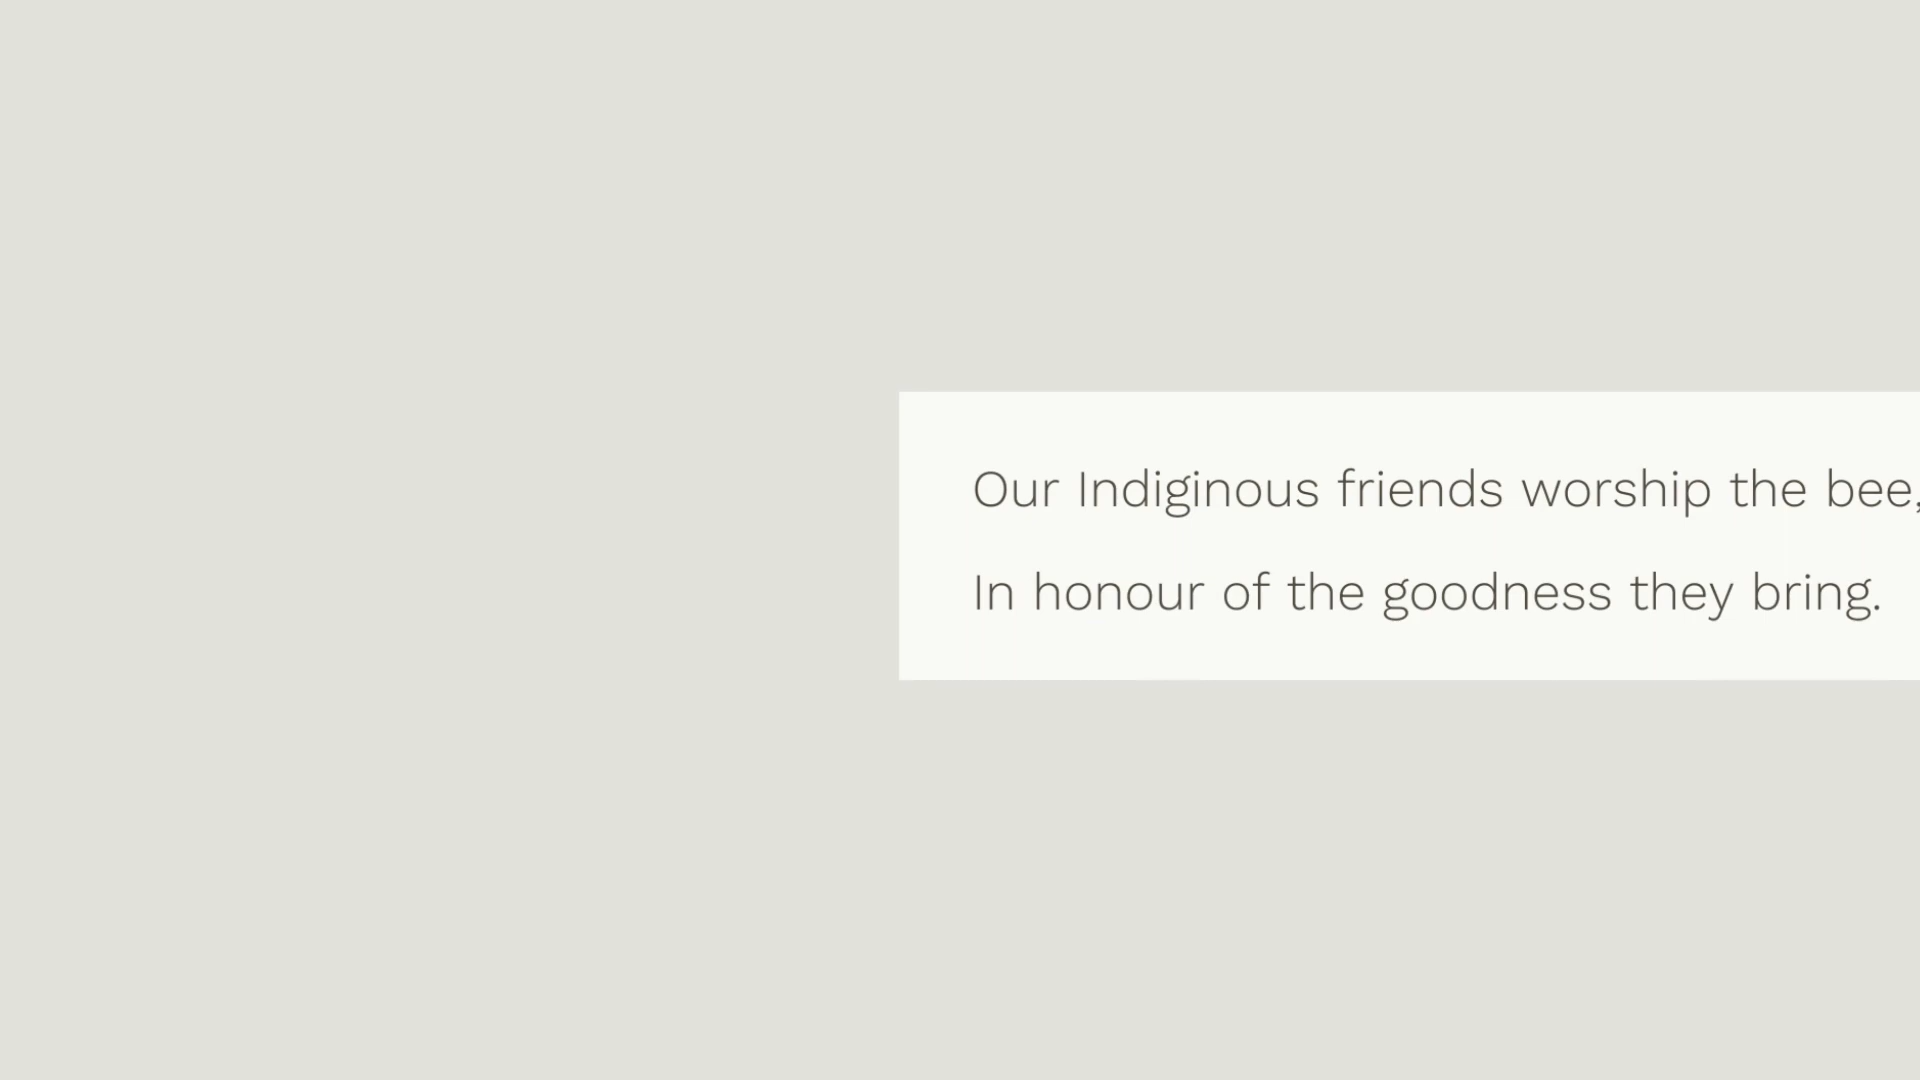 Our Indiginous friends worship the bee,
In honour of the goodness they bring.